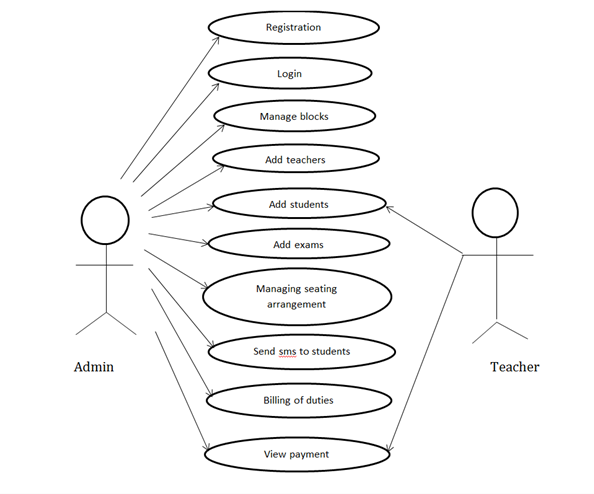 Registration
Login
Manage blocks
Add teachers
Add students
Add exams
Managing seating
arrangement
Send sms to students
Billing of duties
View payment
Admin
Teacher